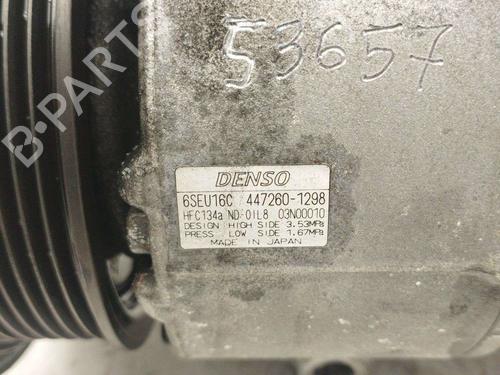 53657
B-PARTS
DENSO
6SEU16C 447260-1298
HFC134a ND-OIL8 03N00010
DESIGN HIGH SIDE 3.53MPa
PRESS LOW SIDE 1.67MPa
MADE IN JAPAN